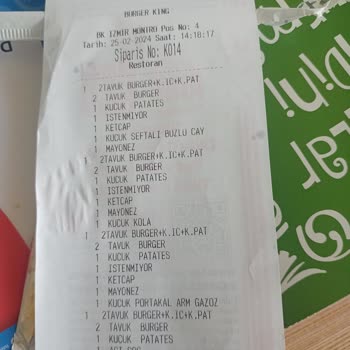 BURGER KING
BK IZMIR MONTRO Pos No: 4
Tarih: 25-02-2024 Saat: 14:18:17
Siparis No: K014
Restoran
1 2TAVUK BURGER+K.IC+K.PAT
2 TAVUK BURGER
1 KUCUK PATATES
1 ISTENMIYOR
1 KETCAP
1 KUCUK SEFTALI BUZLU CAY
1 MAYONEZ
1 2TAVUK BURGER+K.IC+K.PAT
2 TAVUK BURGER
1 KUCUK PATATES
1 ISTENMIYOR
1 KETCAP
1 MAYONEZ
1 KUCUK KOLA
1 2TAVUK BURGER+K.IC+K.PAT
2 TAVUK BURGER
1 KUCUK PATATES
1 ISTENMIYOR
1 KETCAP
1 MAYONEZ
1 KUCUK PORTAKAL ARM GAZOZ
1 2TAVUK BURGER+K.IC+K.PAT
2 TAVUK BURGER
1 KUCUK PATATES